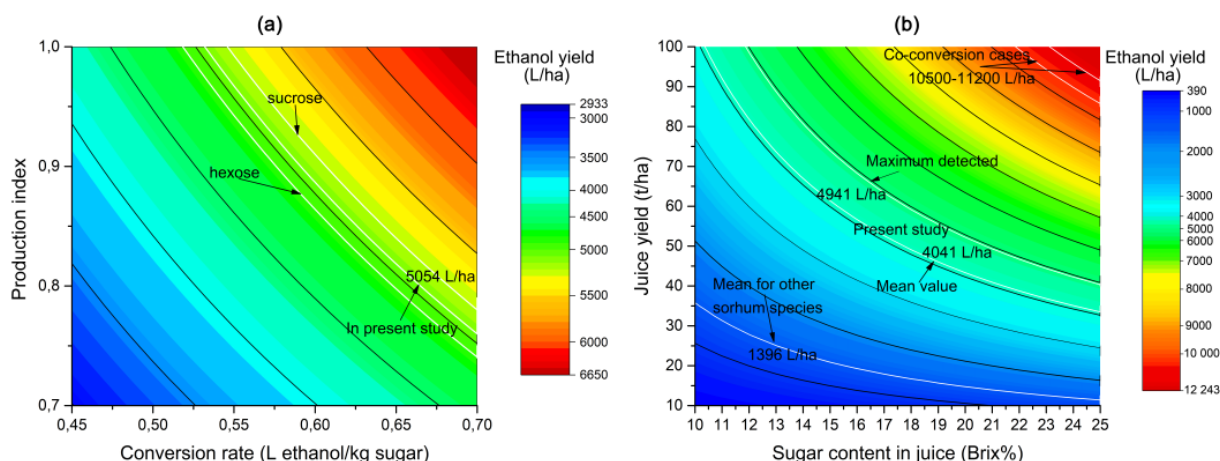 (a)
1,0
0,9
0,8
0,7
Production index
0,45
0,50
0,55
0,60
0,65
0,70
Conversion rate (L ethanol/kg sugar)
sucrose
hexose
5054 L/ha
In present study
Ethanol yield
(L/ha)
2933
3000
3500
4000
4500
5000
5500
6000
6650
(b)
100
90
80
70
60
50
40
30
20
10
Juice yield (t/ha)
10
11
12
13
14
15
16
17
18
19
20
21
22
23
24
25
Sugar content in juice (Brix%)
Co-conversion cases
10500-11200 L/ha
Maximum detected
4941 L/ha
Present study
4041 L/ha
Mean value
Mean for other
sorhum species
1396 L/ha
Ethanol yield
(L/ha)
390
1000
2000
3000
4000
5000
6000
7000
9000
10 000
12 243